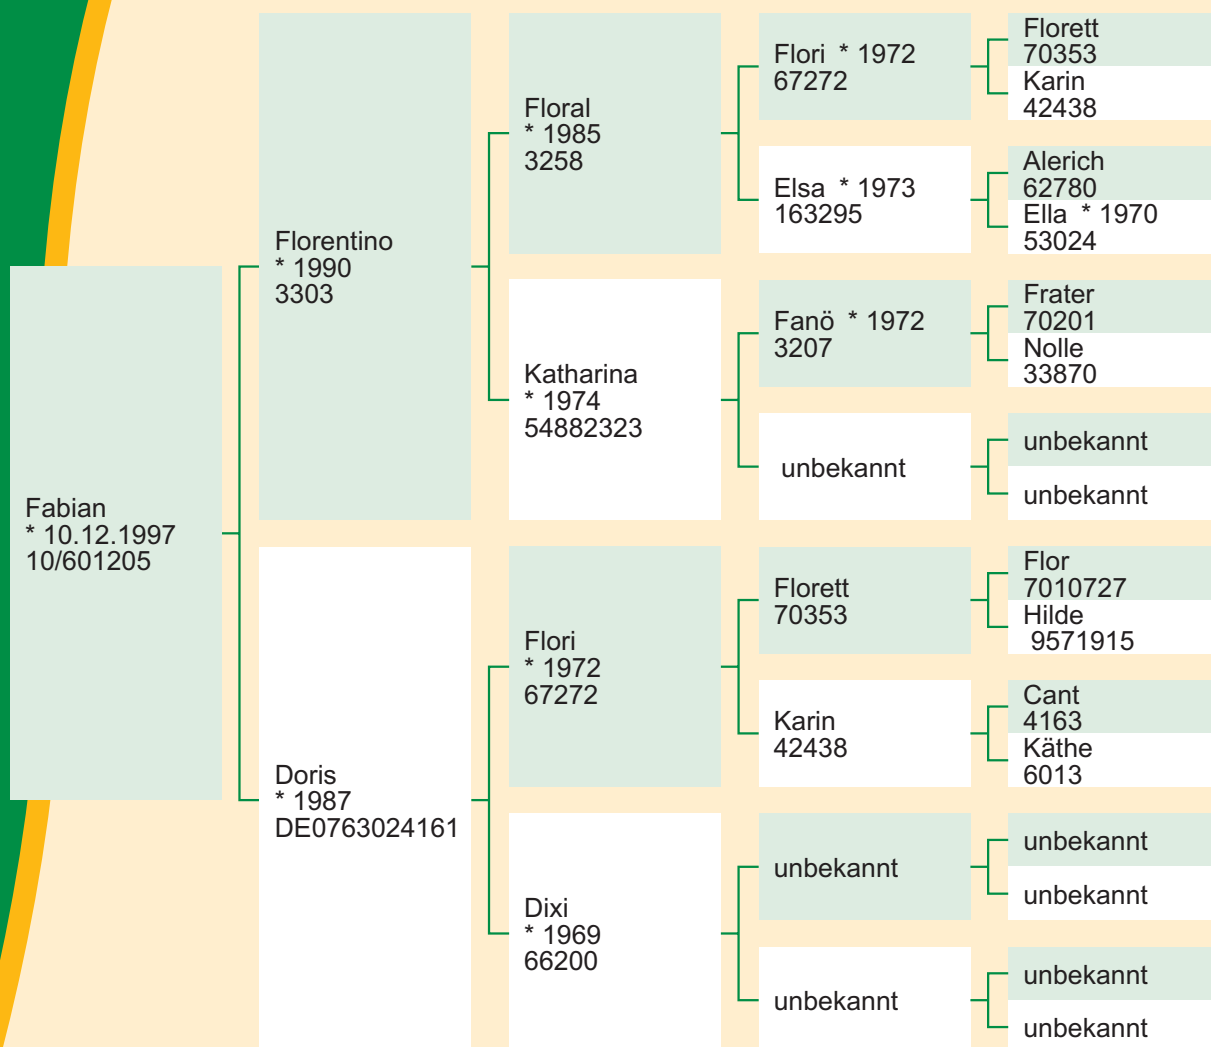 Fabian
* 10.12.1997
10/601205
Florentino
* 1990
3303
Doris
* 1987
DE0763024161
Floral
* 1985
3258
Katharina
* 1974
54882323
Flori
* 1972
67272
Dixi
* 1969
66200
Flori * 1972
67272
Elsa * 1973
163295
Fanö * 1972
3207
unbekannt
Florett
70353
Karin
42438
unbekannt
unbekannt
Florett
70353
Karin
42438
Alerich
62780
Ella * 1970
53024
Frater
70201
Nolle
33870
unbekannt
unbekannt
Flor
7010727
Hilde
9571915
Cant
4163
Käthe
6013
unbekannt
unbekannt
unbekannt
unbekannt